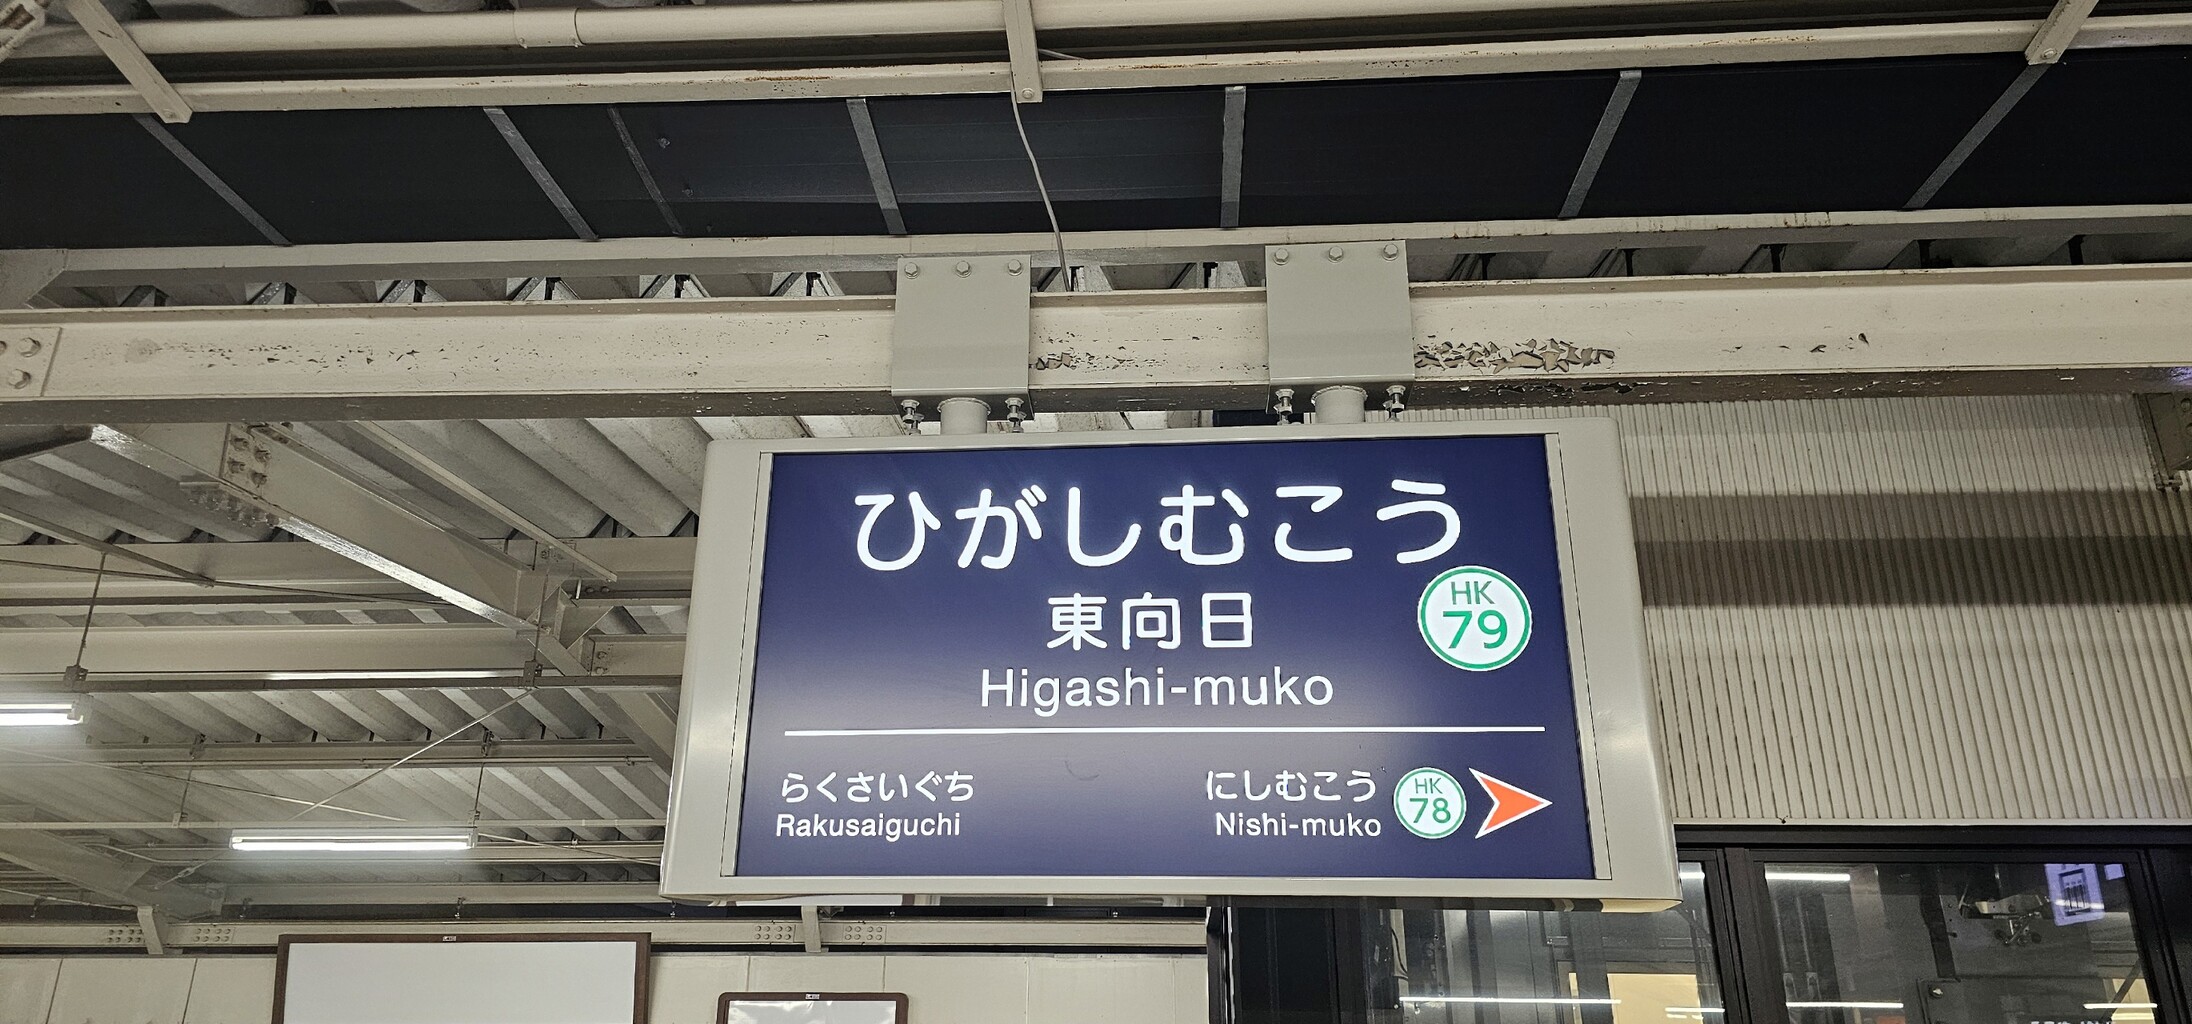 ひがしむこう
東向日
HK
79
Higashi-muko
らくさいぐち
Rakusaiguchi
にしむこう
Nishi-muko
HK
78